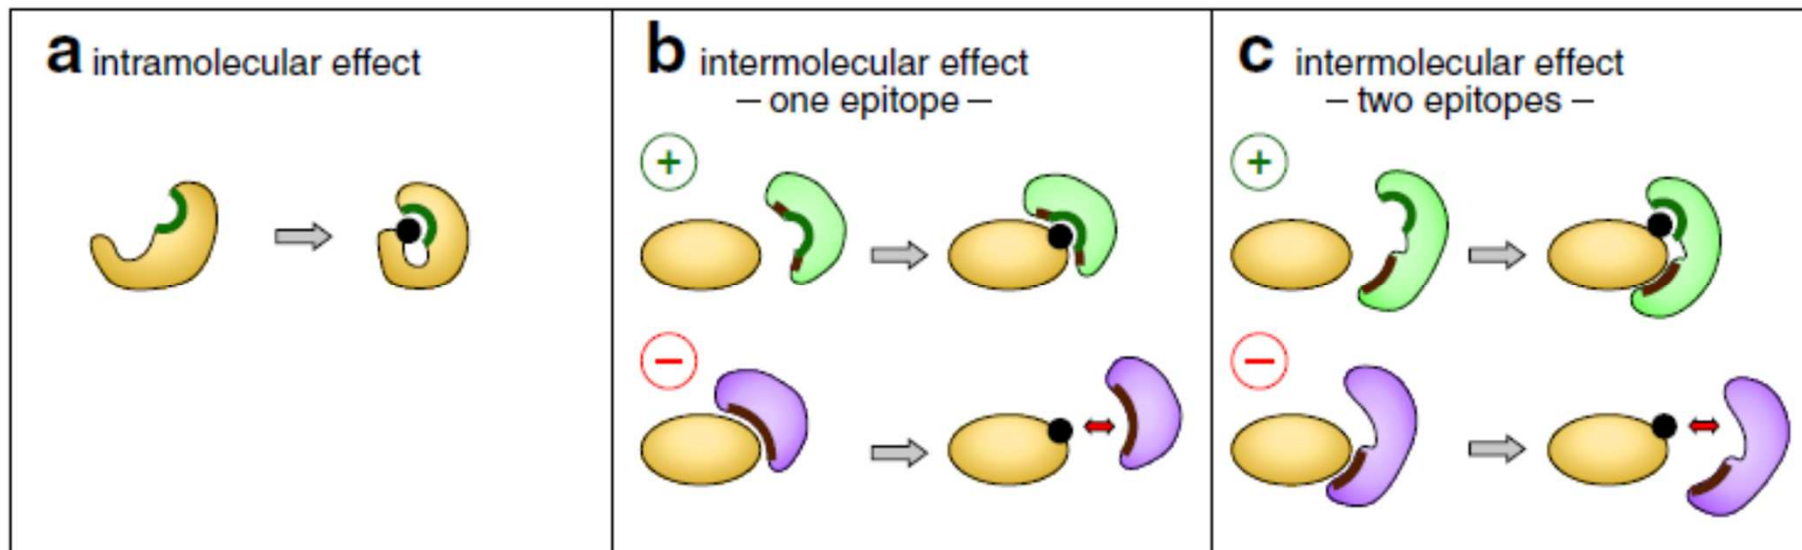 a intramolecular effect
b intermolecular effect
— one epitope —
+
−
c intermolecular effect
— two epitopes —
+
−